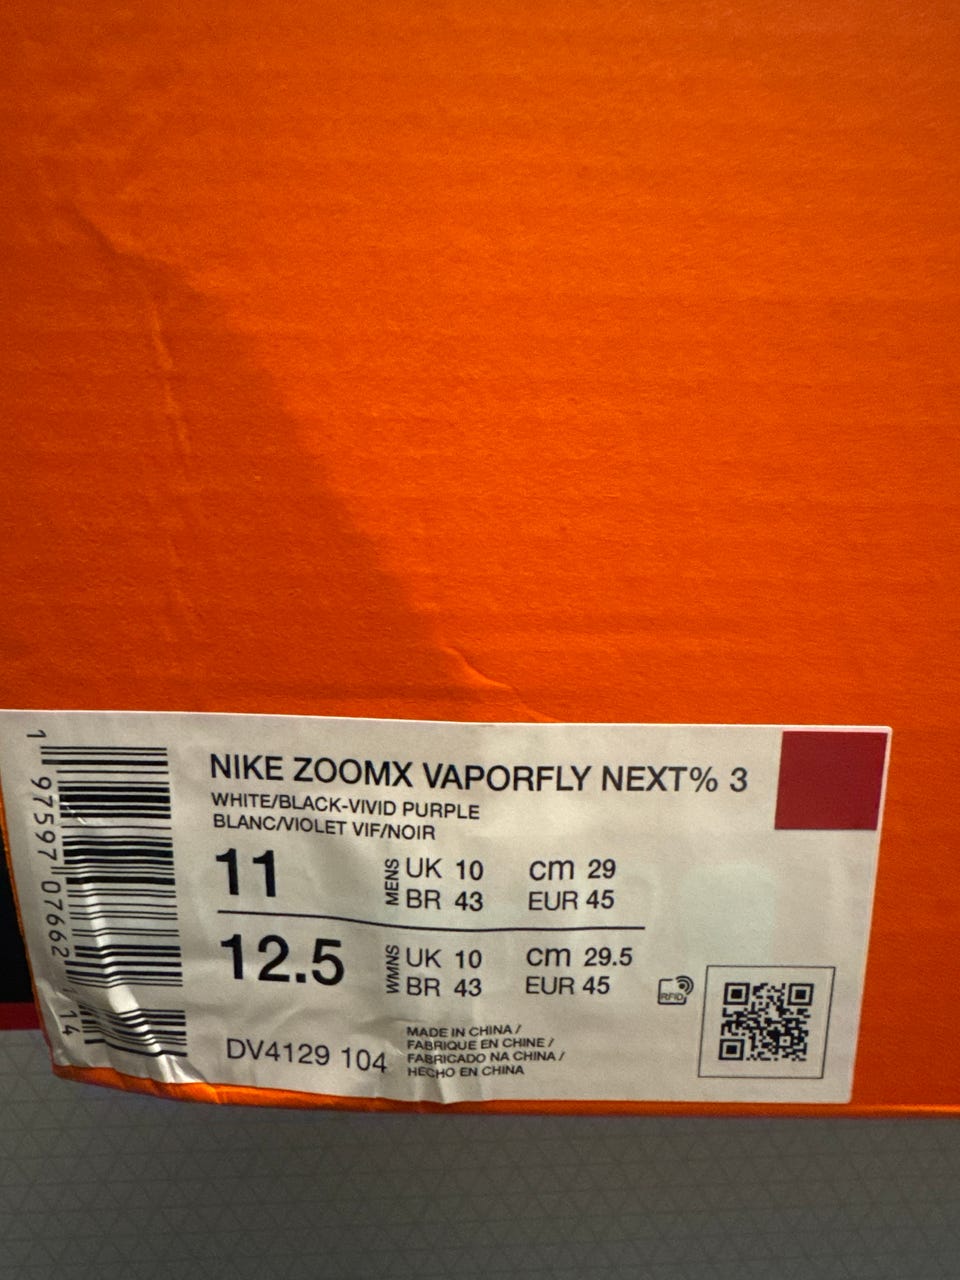 NIKE ZOOMX VAPORFLY NEXT% 3
WHITE/BLACK-VIVID PURPLE
BLANC/VIOLET VIF/NOIR
11 MENS UK 10 cm 29
BR 43 EUR 45
12.5 WMNS UK 10 cm 29.5
BR 43 EUR 45
RFID
DV4129 104
MADE IN CHINA /
FABRIQUE EN CHINE /
FABRICADO NA CHINA /
HECHO EN CHINA
1 97597 07662 14